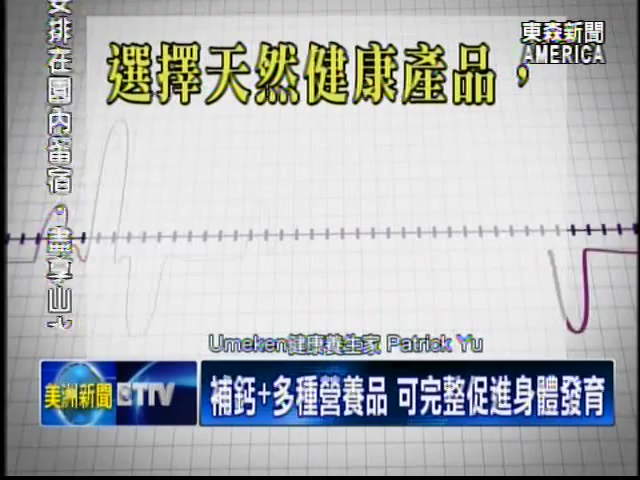 東森新聞
AMERICA
選擇天然健康產品，
排在園內留宿，盡享山
Umeken健康養生家 Patrick Yu
美洲新聞 ETTV
補鈣+多種營養品 可完整促進身體發育